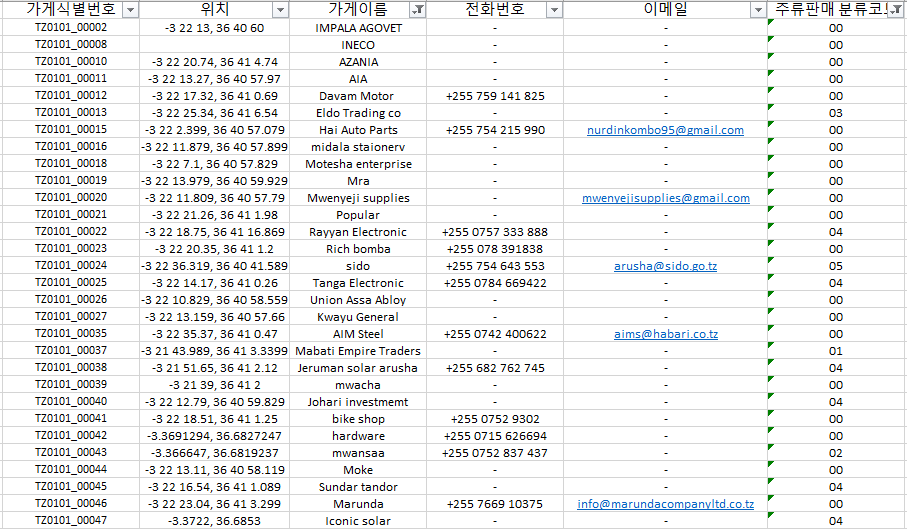 가게식별번호 위치 가게이름 전화번호 이메일 주류판매 분류코드
TZ0101_00002 -3 22 13, 36 40 60 IMPALA AGOVET - - 00
TZ0101_00008 INECO - - 00
TZ0101_00010 -3 22 20.74, 36 41 4.74 AZANIA - - 00
TZ0101_00011 -3 22 13.27, 36 40 57.97 AIA - - 00
TZ0101_00012 -3 22 17.32, 36 41 0.69 Davam Motor +255 759 141 825 - 00
TZ0101_00013 -3 22 25.34, 36 41 6.54 Eldo Trading co - - 03
TZ0101_00015 -3 22 2.399, 36 40 57.079 Hai Auto Parts +255 754 215 990 nurdinkombo95@gmail.com 00
TZ0101_00016 -3 22 11.879, 36 40 57.899 midala staionerv - - 00
TZ0101_00018 -3 22 7.1, 36 40 57.829 Motesha enterprise - - 00
TZ0101_00019 -3 22 13.979, 36 40 59.929 Mra - - 00
TZ0101_00020 -3 22 11.809, 36 40 57.79 Mwenyeji supplies - mwenyejisupplies@gmail.com 00
TZ0101_00021 -3 22 21.26, 36 41 1.98 Popular - - 00
TZ0101_00022 -3 22 18.75, 36 41 16.869 Rayyan Electronic +255 0757 333 888 - 04
TZ0101_00023 -3 22 20.35, 36 41 1.2 Rich bomba +255 078 391838 - 00
TZ0101_00024 -3 22 36.319, 36 40 41.589 sido +255 754 643 553 arusha@sido.go.tz 05
TZ0101_00025 -3 22 14.17, 36 41 0.26 Tanga Electronic +255 0784 669422 - 04
TZ0101_00026 -3 22 10.829, 36 40 58.559 Union Assa Abloy - - 00
TZ0101_00027 -3 22 13.159, 36 40 57.66 Kwayu General - - 00
TZ0101_00035 -3 22 35.37, 36 41 0.47 AIM Steel +255 0742 400622 aims@habari.co.tz 00
TZ0101_00037 -3 21 43.989, 36 41 3.3399 Mabati Empire Traders - - 01
TZ0101_00038 -3 21 51.65, 36 41 2.12 Jeruman solar arusha +255 682 762 745 - 04
TZ0101_00039 -3 21 39, 36 41 2 mwacha - - 00
TZ0101_00040 -3 22 12.79, 36 40 59.829 Johari investmemt - - 04
TZ0101_00041 -3 22 18.51, 36 41 1.25 bike shop +255 0752 9302 - 00
TZ0101_00042 -3.3691294, 36.6827247 hardware +255 0715 626694 - 00
TZ0101_00043 -3.366647, 36.6819237 mwansaa +255 0752 837 437 - 02
TZ0101_00044 -3 22 13.11, 36 40 58.119 Moke - - 00
TZ0101_00045 -3 22 16.54, 36 41 1.089 Sundar tandor - - 04
TZ0101_00046 -3 22 23.04, 36 41 3.299 Marunda +255 7669 10375 info@marundacompanyltd.co.tz 00
TZ0101_00047 -3.3722, 36.6853 Iconic solar - - 04